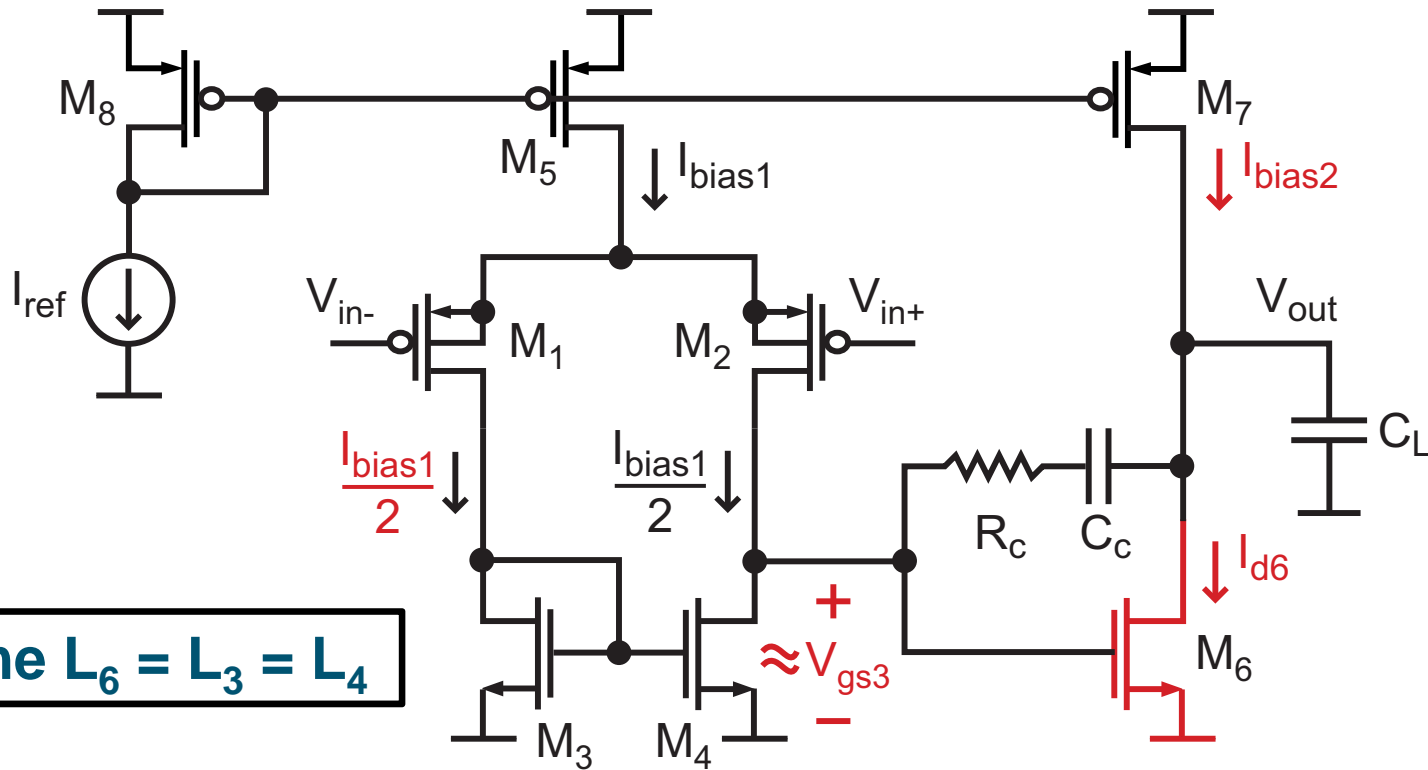 M8
M5
M7
Ibias1
Ibias2
Iref
Vin-
M1
M2
Vin+
Vout
CL
Ibias1
2
Ibias1
2
Rc
Cc
Id6
+
≈Vgs3
–
M6
L6 = L3 = L4
M3
M4